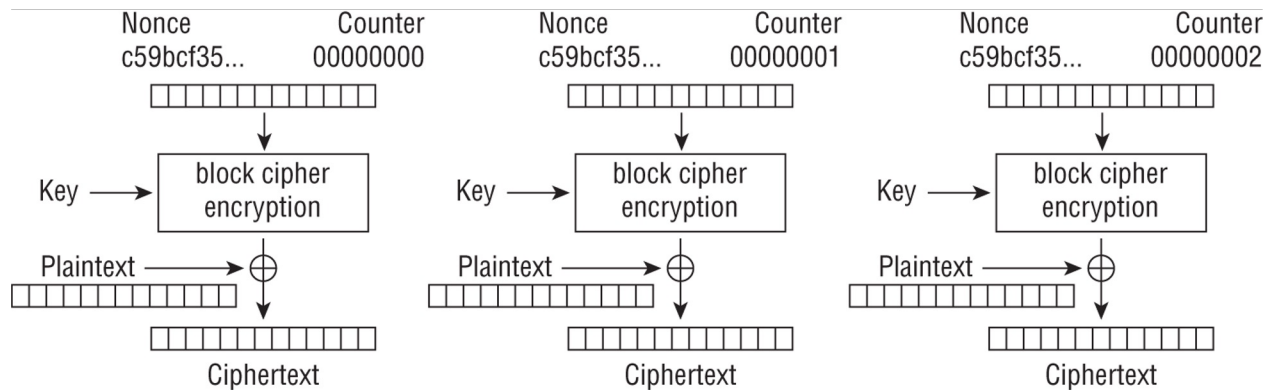 Nonce Counter Nonce Counter Nonce Counter
c59bcf35... 00000000 c59bcf35... 00000001 c59bcf35... 00000002
block cipher block cipher block cipher
Key Key Key
encryption encryption encryption
Plaintext Plaintext Plaintext
Ciphertext Ciphertext Ciphertext